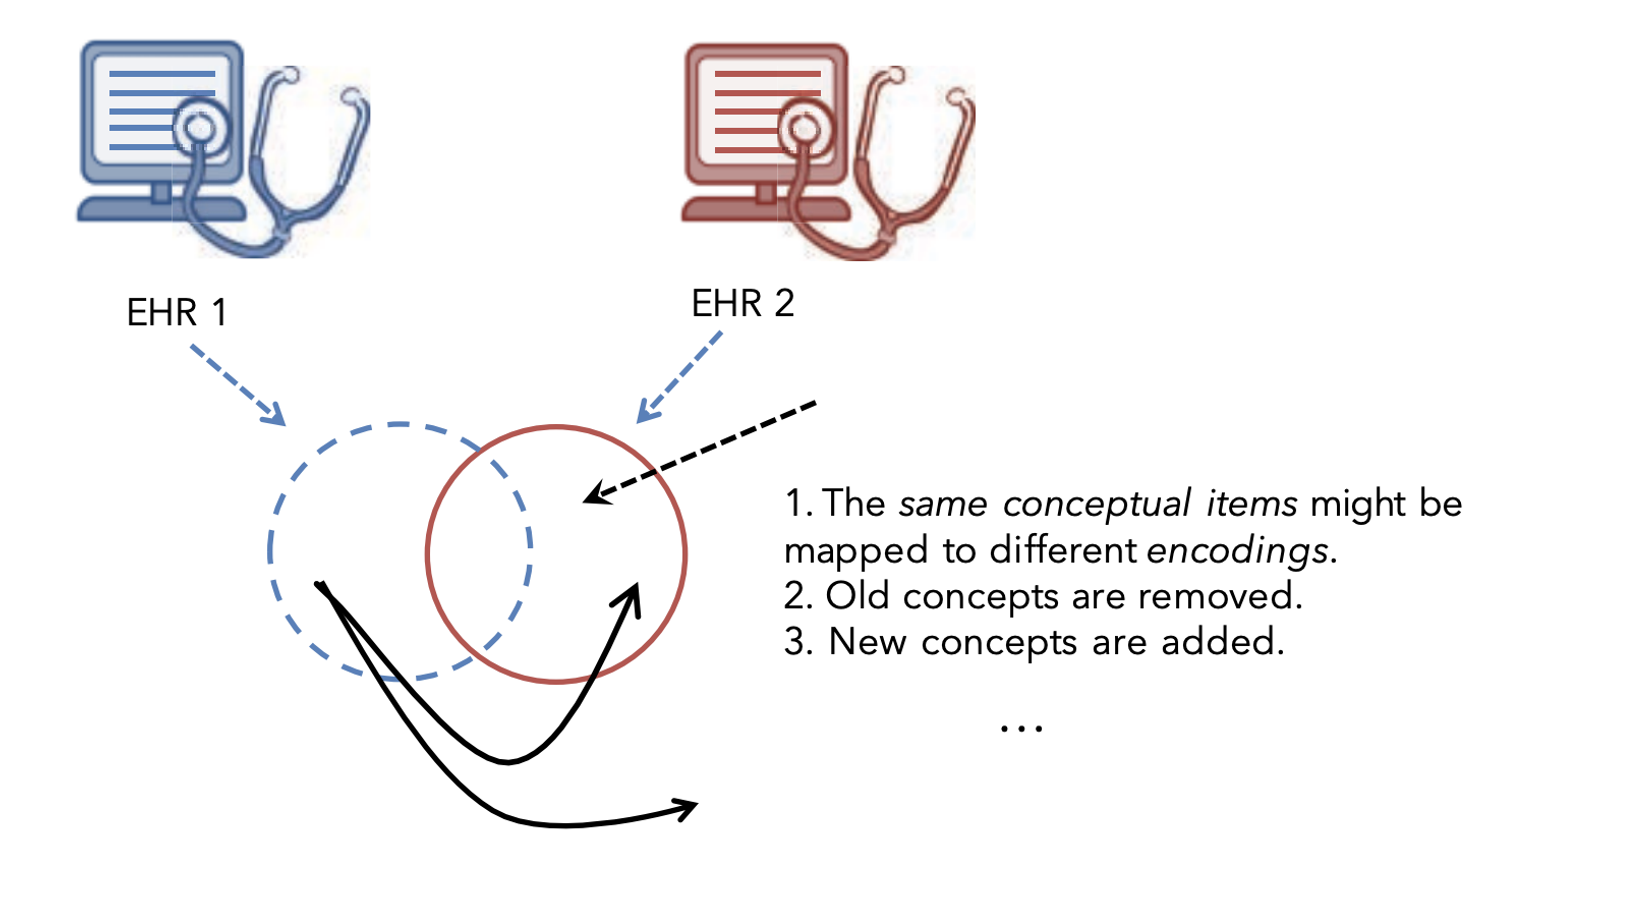 EHR 1
EHR 2
1. The same conceptual items might be
mapped to different encodings.
2. Old concepts are removed.
3. New concepts are added.
...